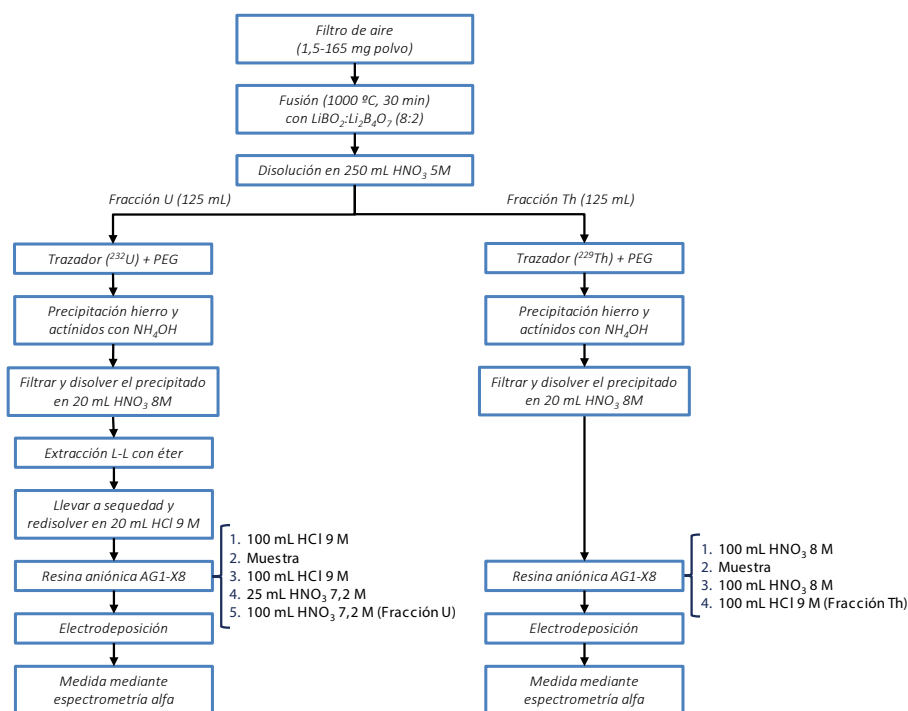 Filtro de aire
(1,5-165 mg polvo)
Fusión (1000 ºC, 30 min)
con LiBO₂:Li₂B₄O₇ (8:2)
Disolución en 250 mL HNO₃ 5M
Fracción U (125 mL)
Fracción Th (125 mL)
Trazador (²³²U) + PEG
Precipitación hierro y
actínidos con NH₄OH
Filtrar y disolver el precipitado
en 20 mL HNO₃ 8M
Extracción L-L con éter
Llevar a sequedad y
redisolver en 20 mL HCl 9 M
Resina aniónica AG1-X8
1. 100 mL HCl 9 M
2. Muestra
3. 100 mL HCl 9 M
4. 25 mL HNO₃ 7,2 M
5. 100 mL HNO₃ 7,2 M (Fracción U)
Electrodeposición
Medida mediante
espectrometría alfa
Trazador (²²⁹Th) + PEG
Precipitación hierro y
actínidos con NH₄OH
Filtrar y disolver el precipitado
en 20 mL HNO₃ 8M
Resina aniónica AG1-X8
1. 100 mL HNO₃ 8 M
2. Muestra
3. 100 mL HNO₃ 8 M
4. 100 mL HCl 9 M (Fracción Th)
Electrodeposición
Medida mediante
espectrometría alfa